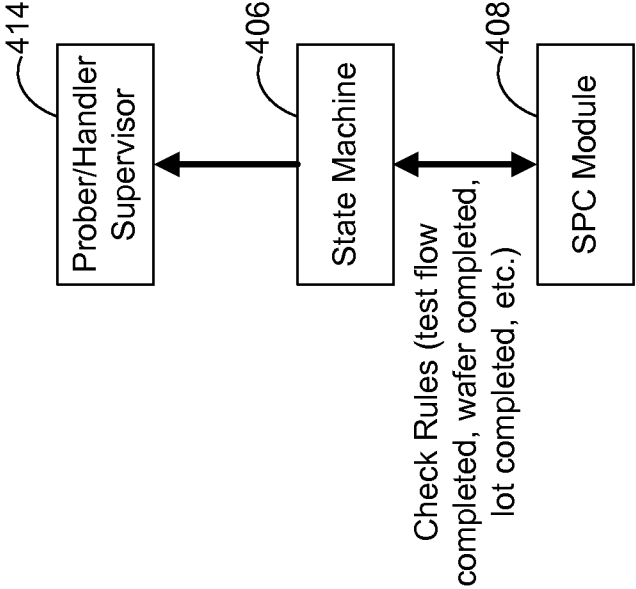 414
Prober/Handler
Supervisor
406
State Machine
Check Rules (test flow
completed, wafer completed,
lot completed, etc.)
408
SPC Module